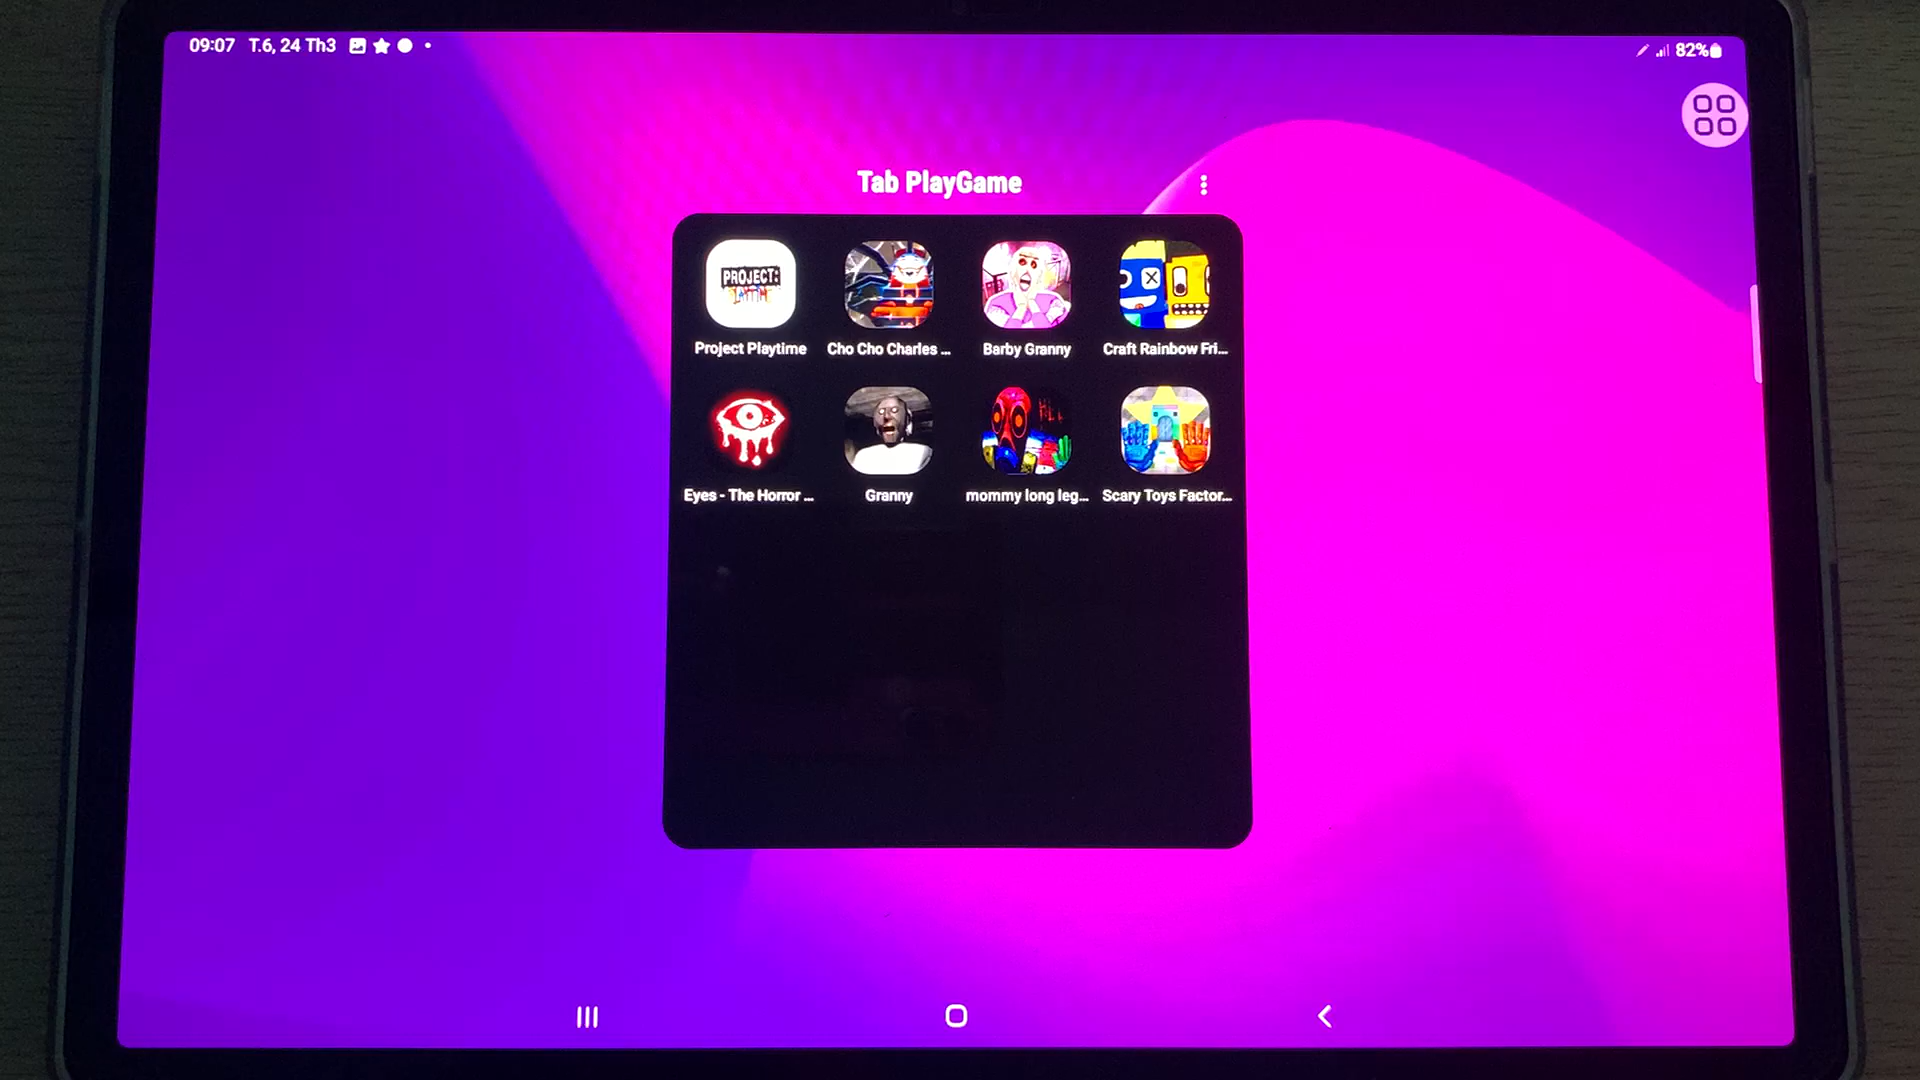 09:07 T.6, 24 Th3
82%
Tab PlayGame
PROJECT:
Project Playtime
Cho Cho Charles ...
Barby Granny
Craft Rainbow Fri...
Eyes - The Horror ...
Granny
mommy long leg...
Scary Toys Factor...